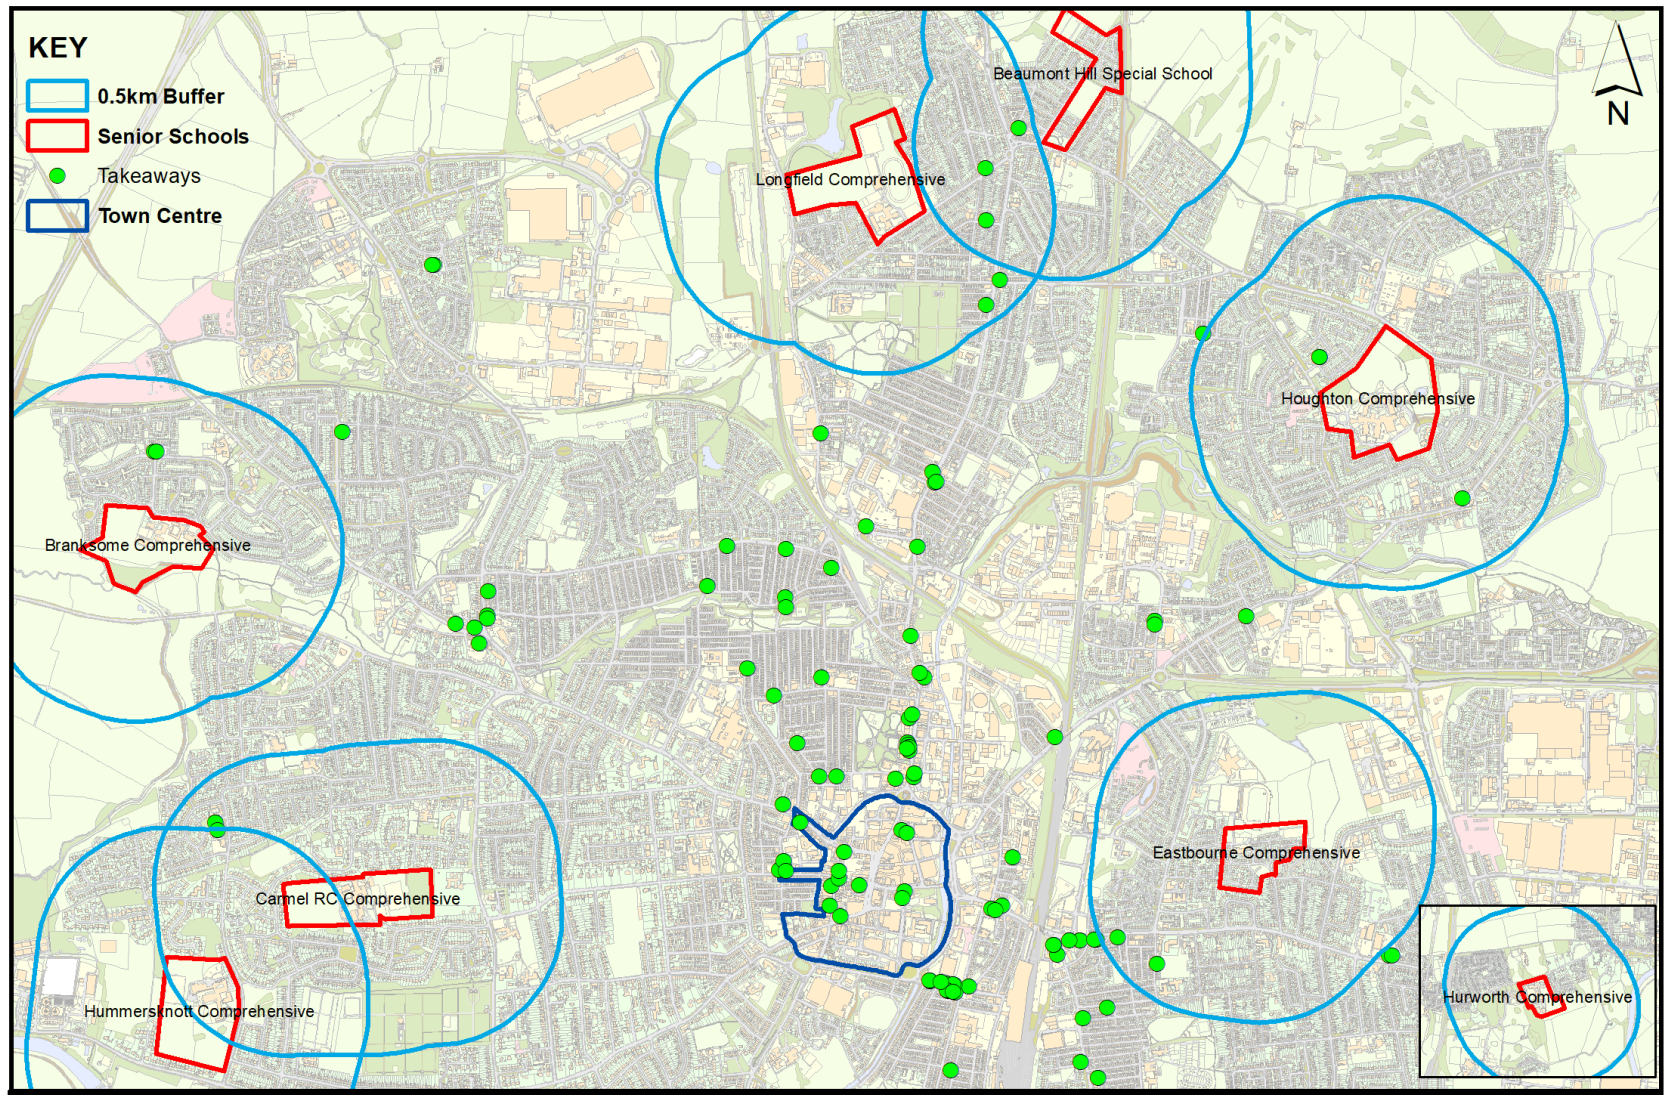 KEY
0.5km Buffer
Senior Schools
Takeaways
Town Centre
N
Beaumont Hill Special School
Longfield Comprehensive
Houghton Comprehensive
Branksome Comprehensive
Eastbourne Comprehensive
Carmel RC Comprehensive
Hurworth Comprehensive
Hummersknott Comprehensive